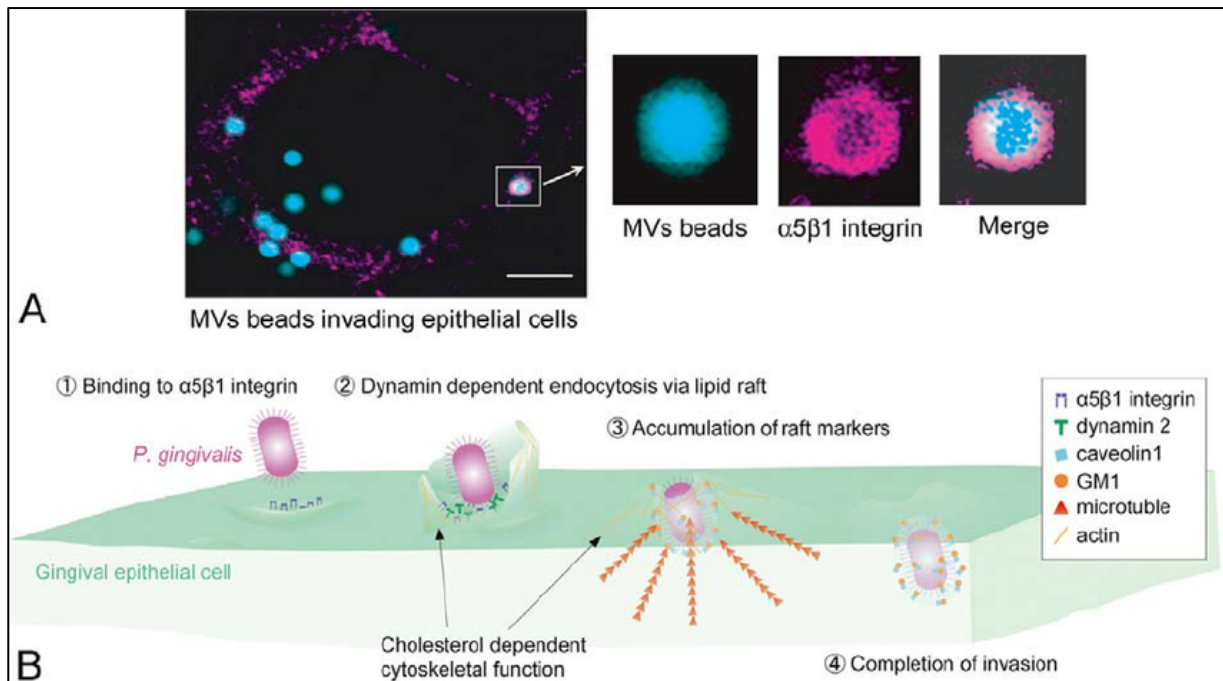 MVs beads
α5β1 integrin
Merge
A
MVs beads invading epithelial cells
① Binding to α5β1 integrin
② Dynamin dependent endocytosis via lipid raft
③ Accumulation of raft markers
P. gingivalis
α5β1 integrin
dynamin 2
caveolin1
GM1
microtuble
actin
Gingival epithelial cell
Cholesterol dependent
cytoskeletal function
B
④ Completion of invasion